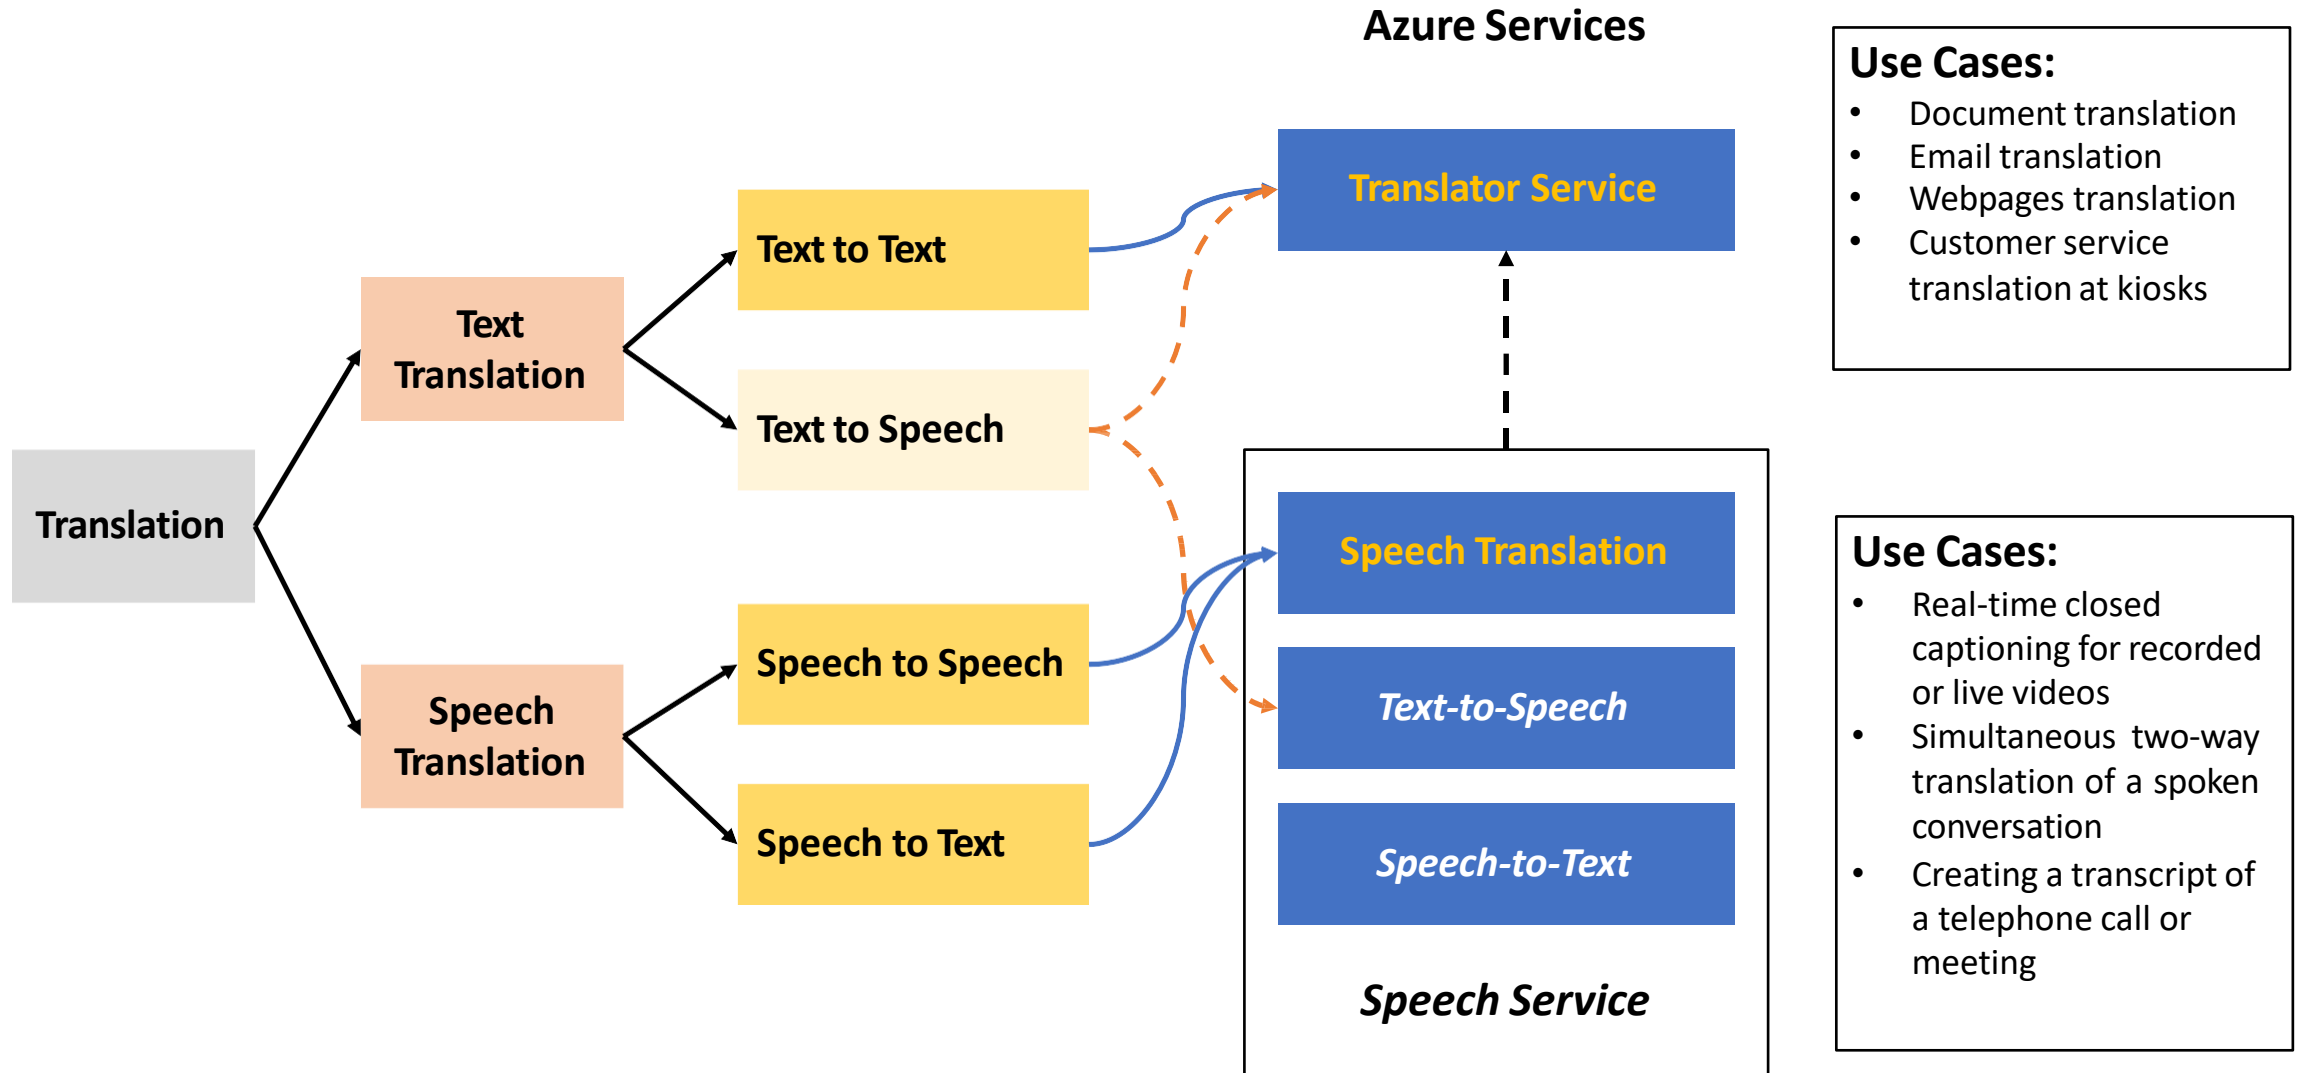 Azure Services
Translation
Text
Translation
Speech
Translation
Text to Text
Text to Speech
Speech to Speech
Speech to Text
Translator Service
Speech Translation
Text-to-Speech
Speech-to-Text
Speech Service
Use Cases:
• Document translation
• Email translation
• Webpages translation
• Customer service
translation at kiosks
Use Cases:
• Real-time closed
captioning for recorded
or live videos
• Simultaneous two-way
translation of a spoken
conversation
• Creating a transcript of
a telephone call or
meeting